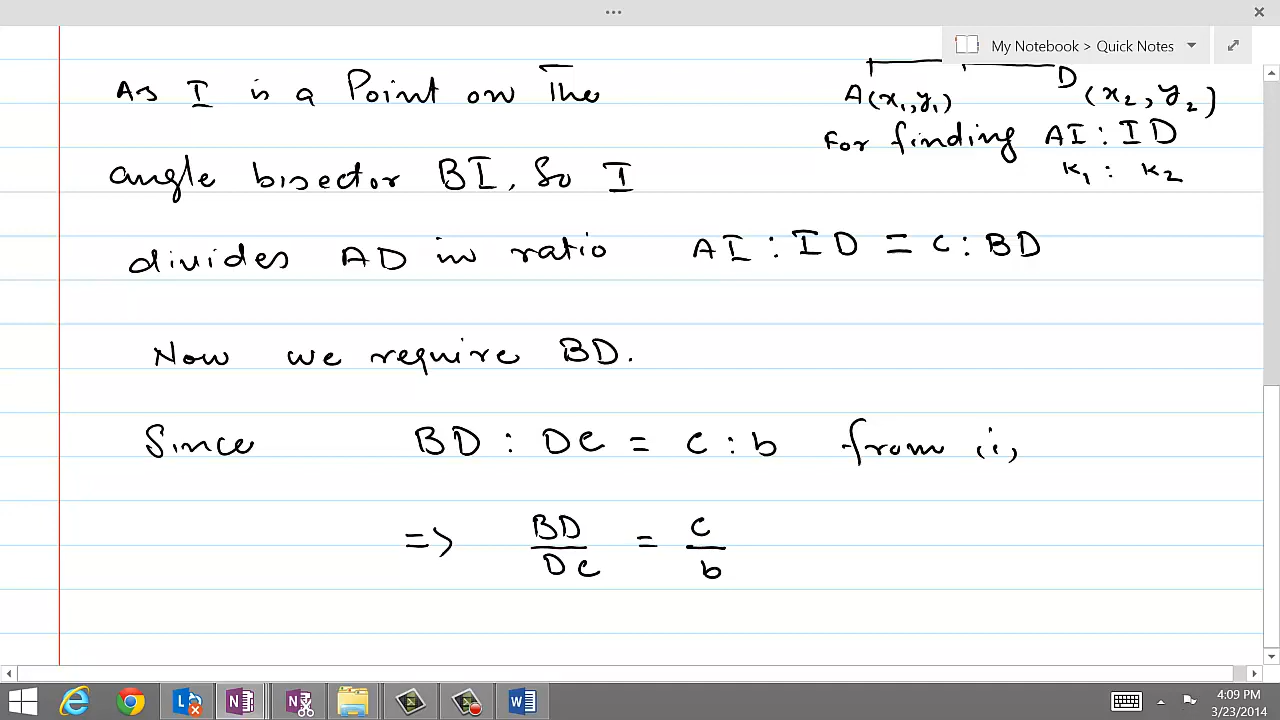 My Notebook > Quick Notes
As I is a Point on The
A(x₁,y₁)
D(x₂,y₂)
For finding AI : ID
k₁ : k₂
angle bisector BI, So I
divides AD in ratio AI : ID = c : BD
Now we require BD.
Since BD : DC = c : b from ii,
=> BD/DC = c/b
4:09 PM
3/23/2014